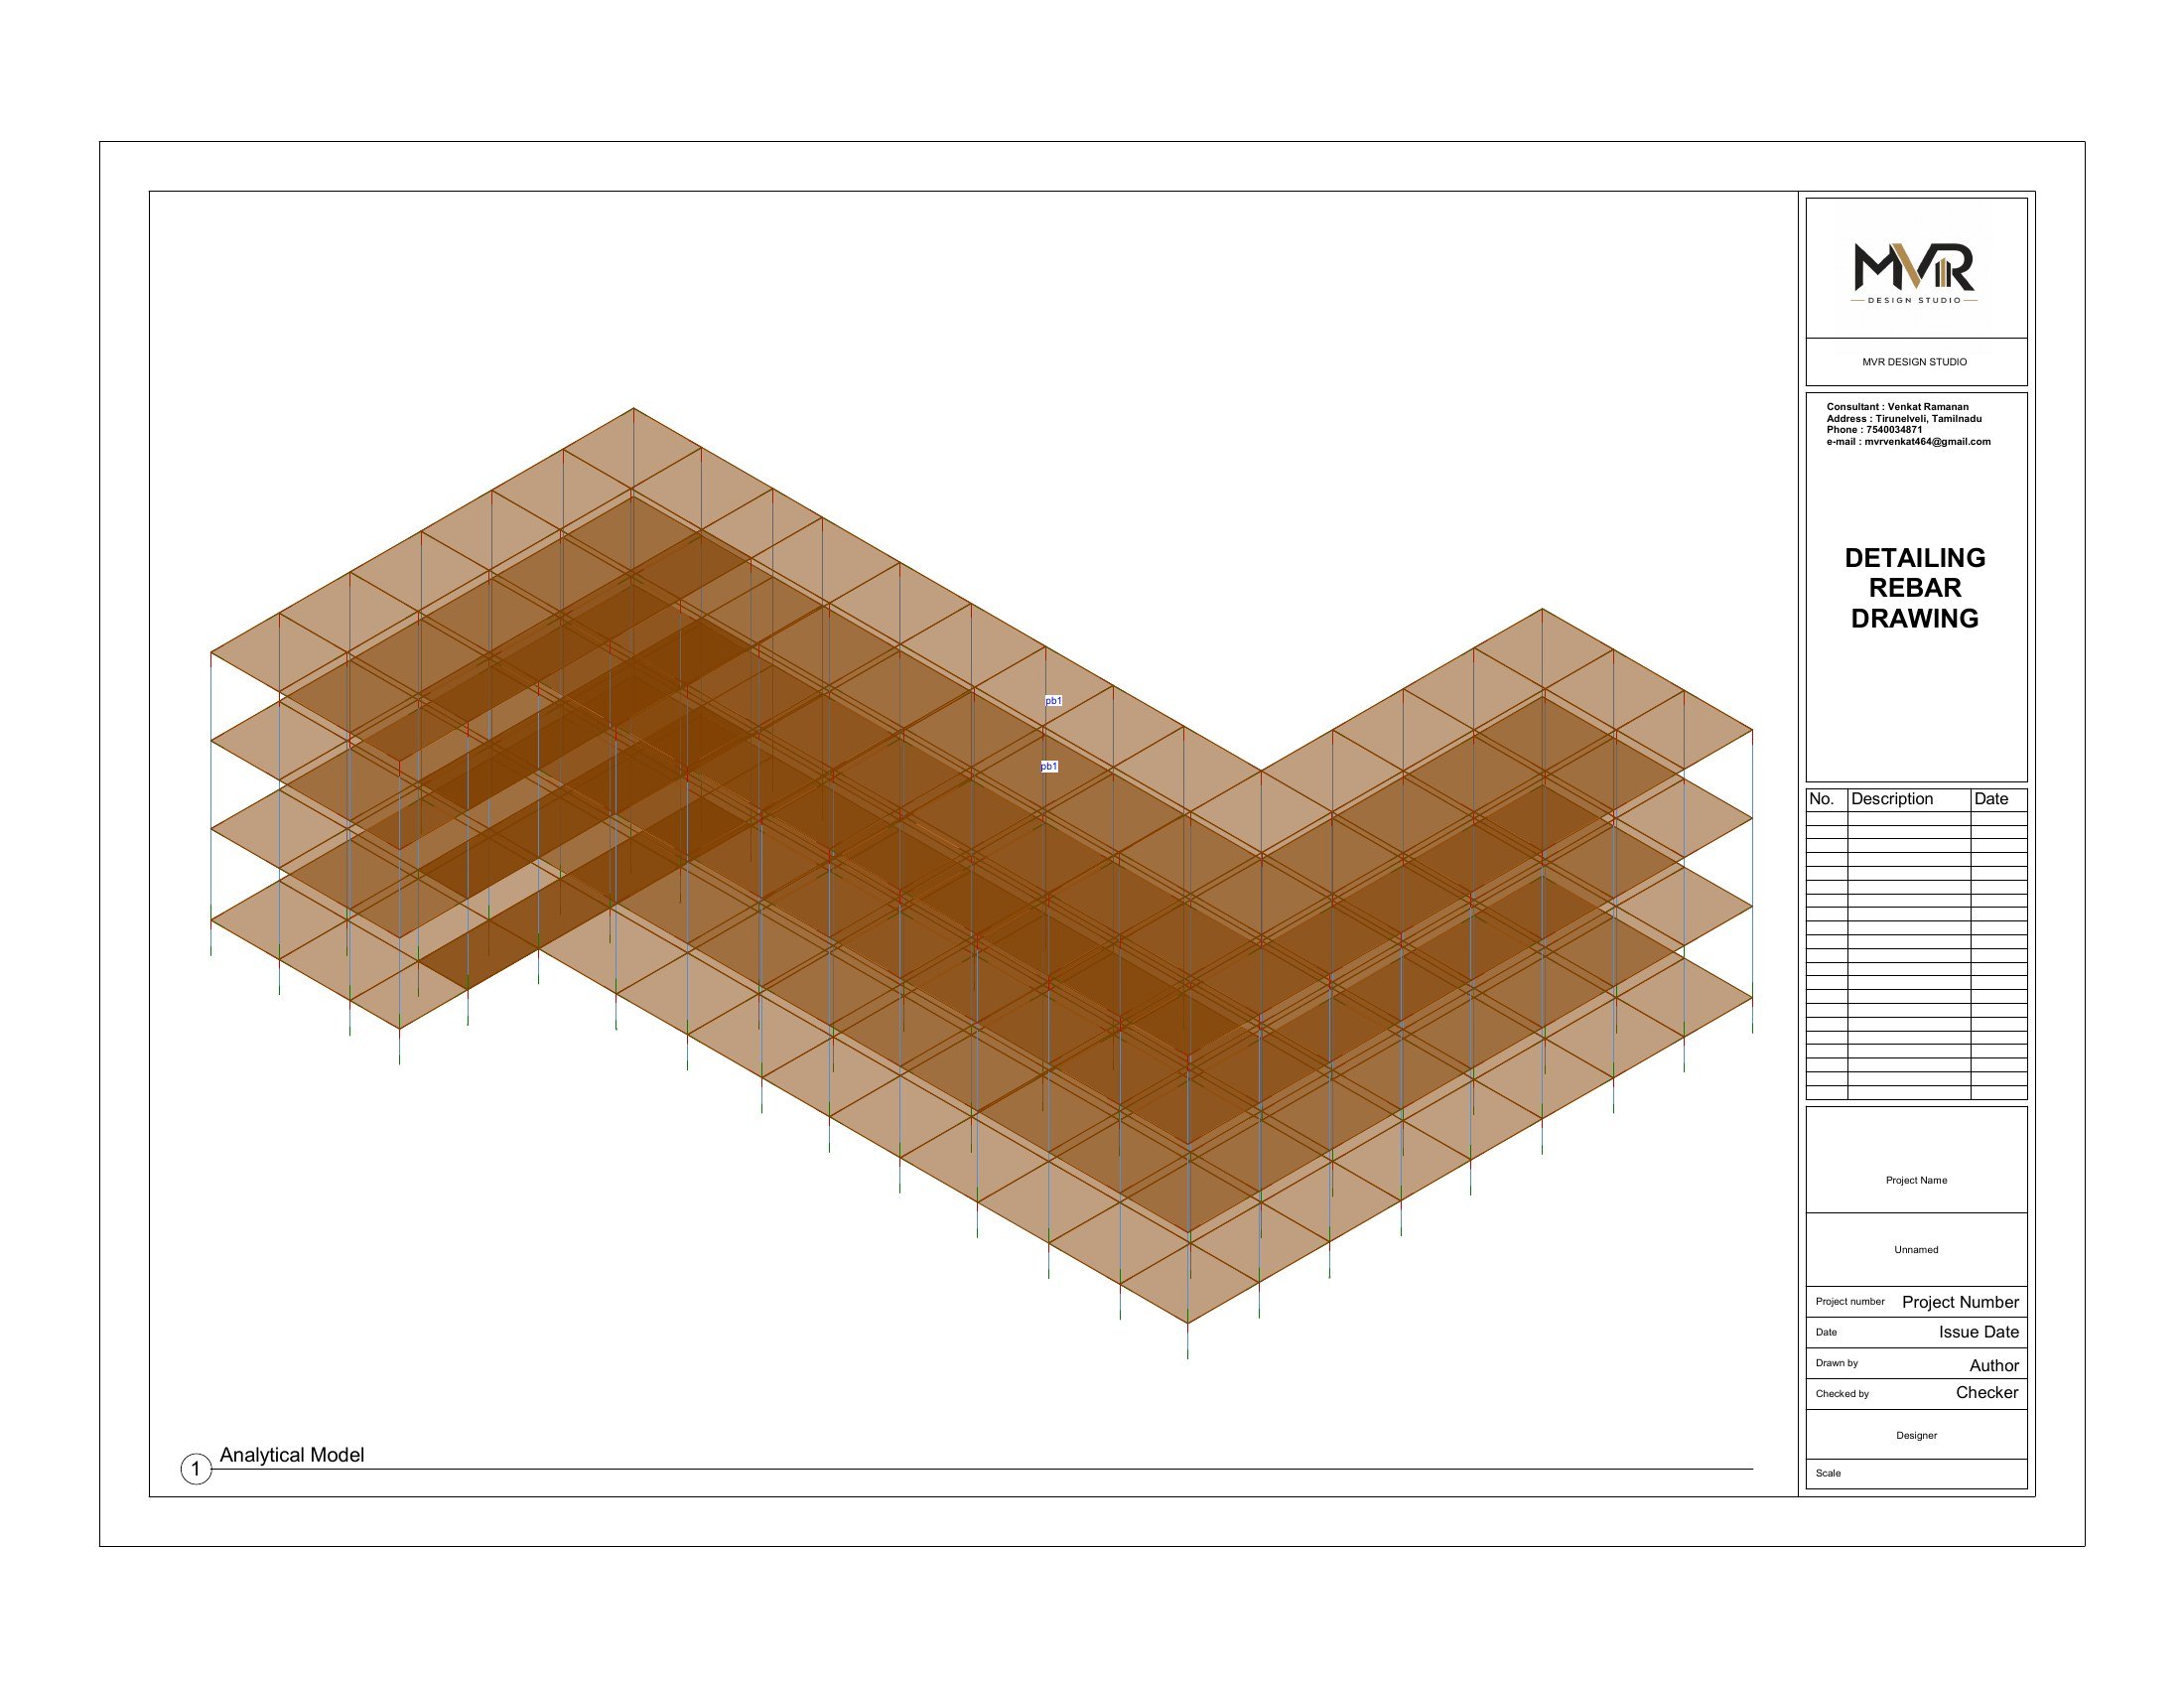 MVR
DESIGN STUDIO
MVR DESIGN STUDIO
Consultant : Venkat Ramanan
Address : Tirunelveli, Tamilnadu
Phone : 7540034871
e-mail : mvrvenkat464@gmail.com
DETAILING
REBAR
DRAWING
No. Description Date
pb1
pb1
Project Name
Unnamed
Project number Project Number
Date Issue Date
Drawn by Author
Checked by Checker
Designer
Scale
1 Analytical Model